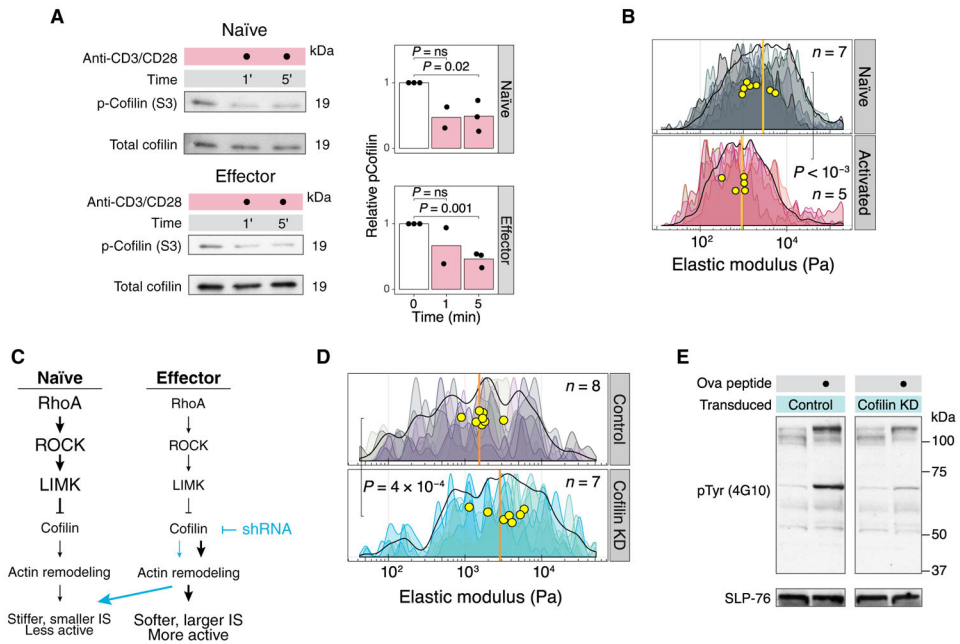 A
Naïve
Anti-CD3/CD28
kDa
Time
1'
5'
p-Cofilin (S3)
19
Total cofilin
19
Effector
Anti-CD3/CD28
kDa
Time
1'
5'
p-Cofilin (S3)
19
Total cofilin
19
Relative pCofilin
P = ns
P = 0.02
1
0
Naïve
P = ns
P = 0.001
1
0
Effector
0
1
5
Time (min)
B
n = 7
Naïve
P < 10⁻³
n = 5
Activated
10²
10⁴
Elastic modulus (Pa)
C
Naïve
RhoA
ROCK
LIMK
Cofilin
Actin remodeling
Stiffer, smaller IS
Less active
Effector
RhoA
ROCK
LIMK
Cofilin
shRNA
Actin remodeling
Softer, larger IS
More active
D
n = 8
Control
P = 4 × 10⁻⁴
n = 7
Cofilin KD
10²
10³
10⁴
Elastic modulus (Pa)
E
Ova peptide
Transduced
Control
Cofilin KD
kDa
100
75
pTyr (4G10)
50
37
SLP-76